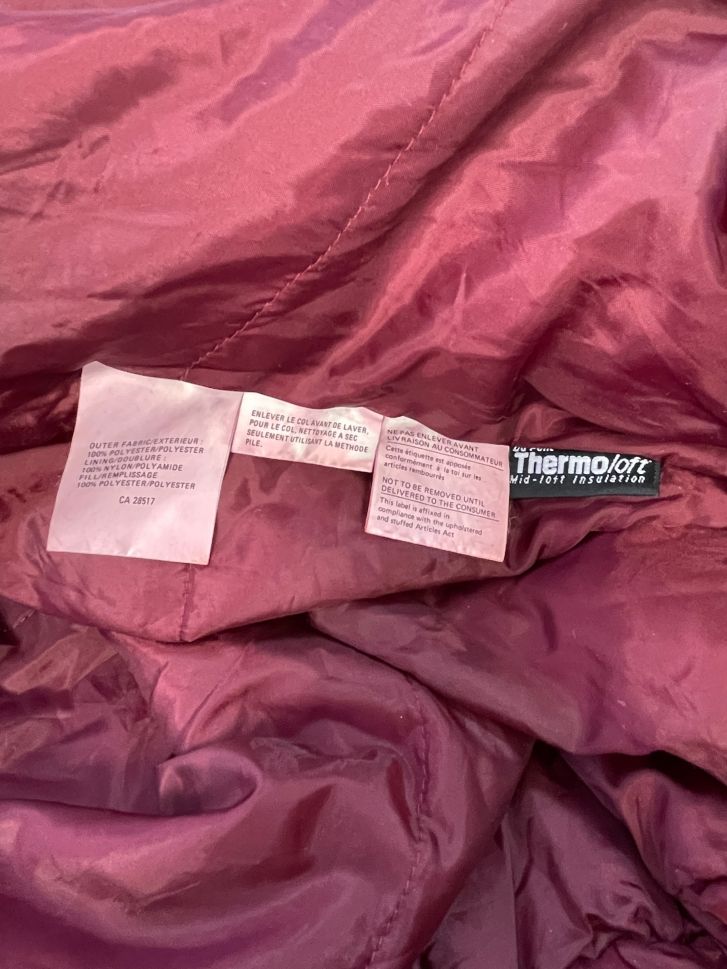 OUTER FABRIC/EXTERIEUR :
100% POLYESTER/POLYESTER
LINING/DOUBLURE :
100% NYLON/POLYAMIDE
FILL/REMPLISSAGE
100% POLYESTER/POLYESTER
CA 28517
ENLEVER LE COL AVANT DE LAVER,
POUR LE COL, NETTOYAGE A SEC
SEULEMENT UTILISANT LA METHODE
PILE.
NE PAS ENLEVER AVANT
LIVRAISON AU CONSOMMATEUR
Cette étiquette est apposée
conformément à la loi sur les
articles rembourrés
NOT TO BE REMOVED UNTIL
DELIVERED TO THE CONSUMER
This label is affixed in
compliance with the upholstered
and stuffed Articles Act
Du Pont
Thermoloft
Mid-loft Insulation